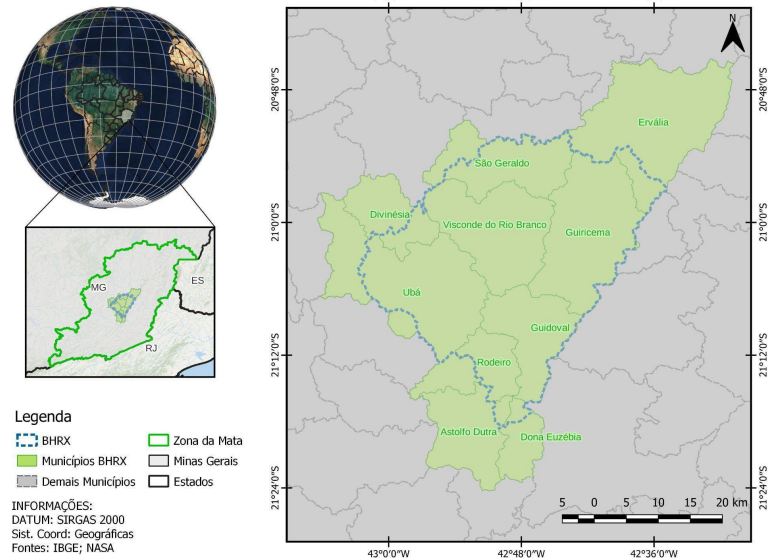 N
20°48'0"S
21°0'0"S
21°12'0"S
21°24'0"S
20°48'0"S
21°0'0"S
21°12'0"S
21°24'0"S
Ervália
São Geraldo
Divinésia
Visconde do Rio Branco
Guiricema
Ubá
Guidoval
Rodeiro
Astolfo Dutra
Dona Euzébia
5 0 5 10 15 20 km
43°0'0"W
42°48'0"W
42°36'0"W
MG
ES
RJ
Legenda
BHRX
Zona da Mata
Municípios BHRX
Minas Gerais
Demais Municípios
Estados
INFORMAÇÕES:
DATUM: SIRGAS 2000
Sist. Coord: Geográficas
Fontes: IBGE; NASA